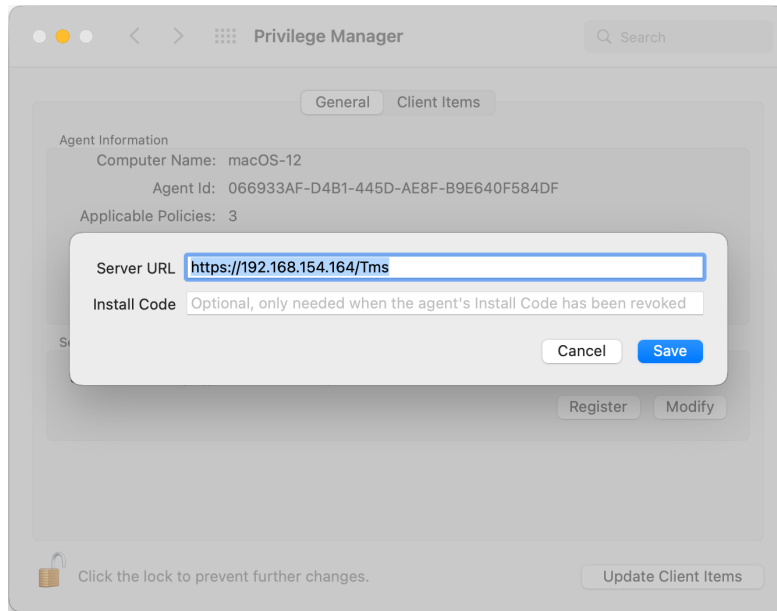 Privilege Manager
Search
General Client Items
Agent Information
Computer Name: macOS-12
Agent Id: 066933AF-D4B1-445D-AE8F-B9E640F584DF
Applicable Policies: 3
Server URL https://192.168.154.164/Tms
Install Code Optional, only needed when the agent's Install Code has been revoked
Cancel Save
Register Modify
Click the lock to prevent further changes.
Update Client Items